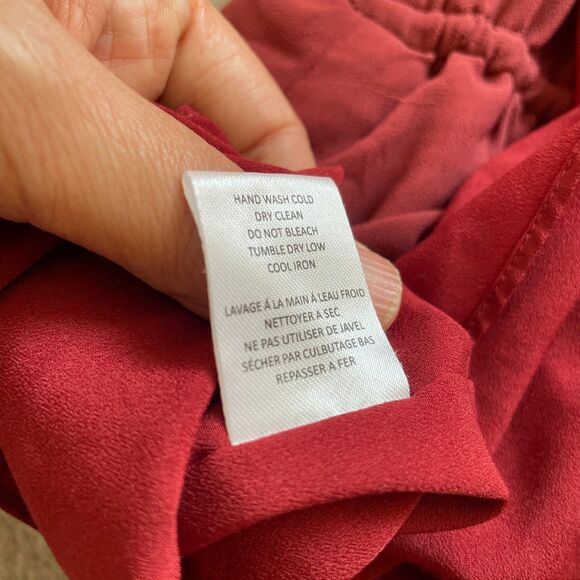 HAND WASH COLD
DRY CLEAN
DO NOT BLEACH
TUMBLE DRY LOW
COOL IRON
LAVAGE Á LA MAIN À LEAU FROID
NETTOYER À SEC
NE PAS UTILISER DE JAVEL
SÉCHER PAR CULBUTAGE BAS
REPASSER A FER